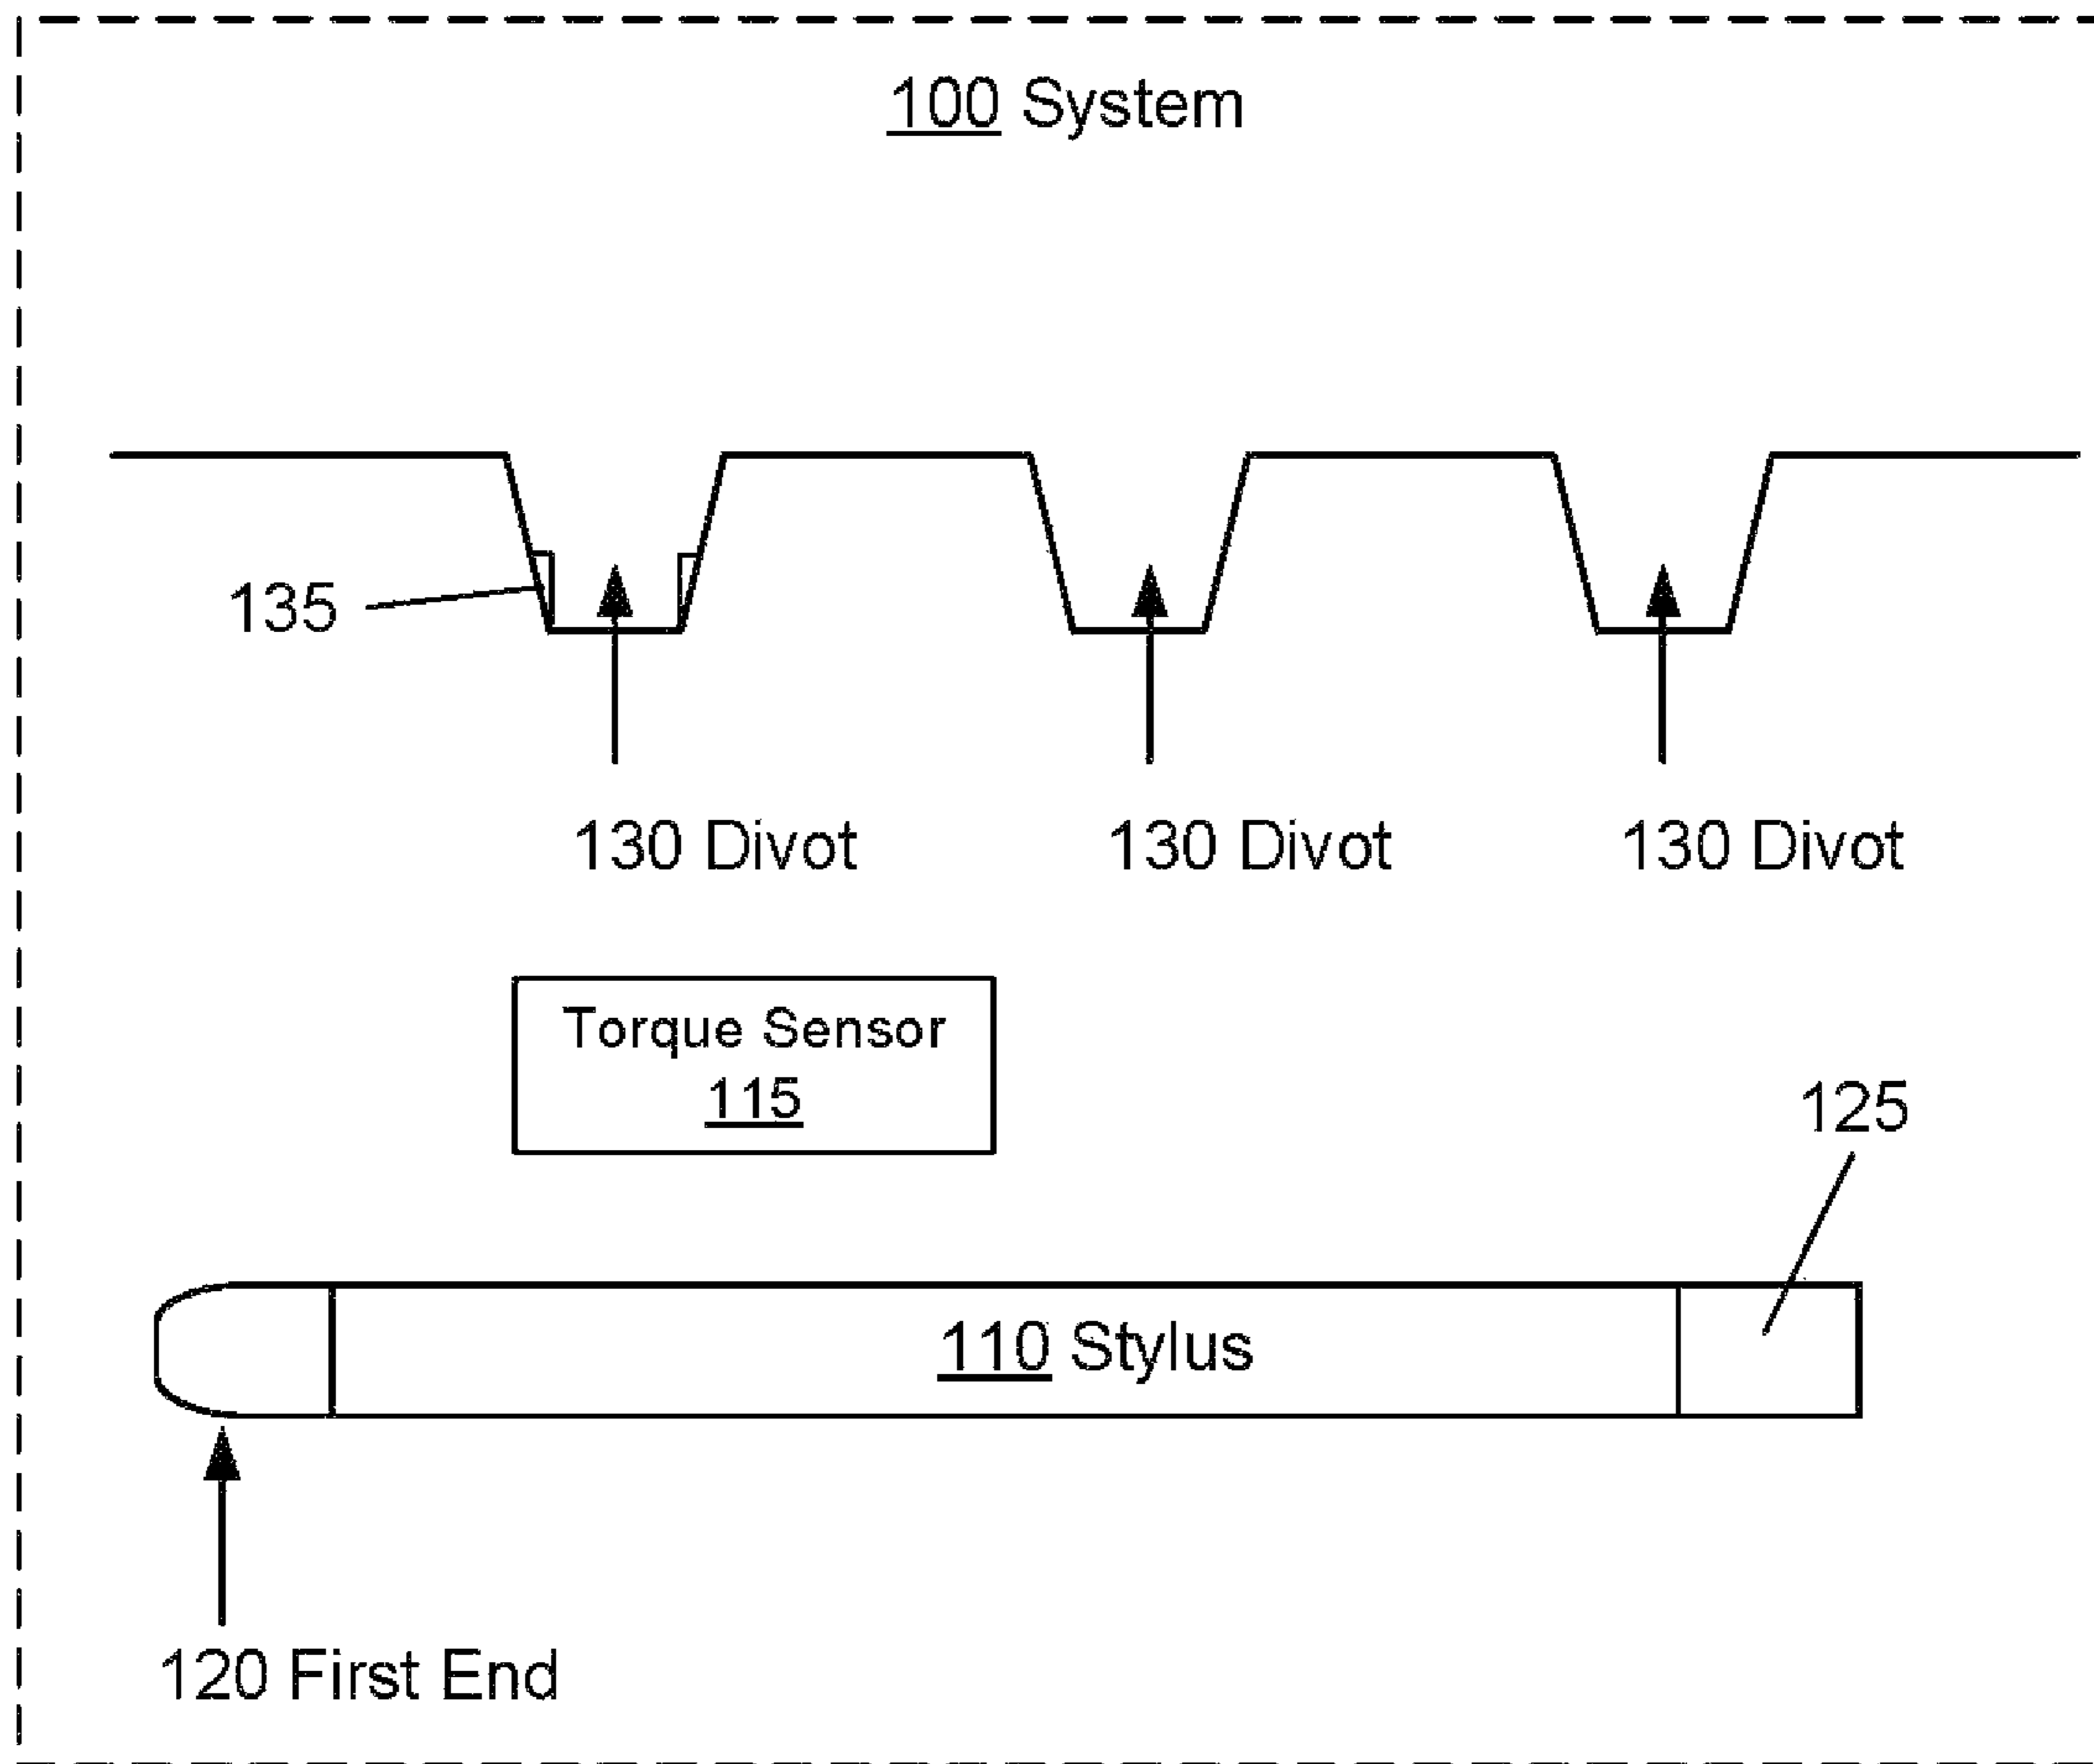 100 System
135
130 Divot
130 Divot
130 Divot
Torque Sensor
115
125
110 Stylus
120 First End